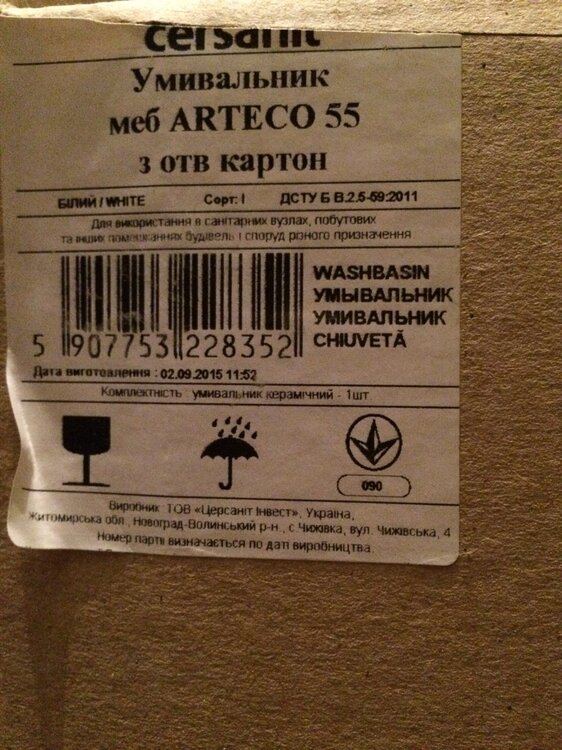 cersanit
Умивальник
меб ARTECO 55
з отв картон
БІЛИЙ / WHITE Сорт: І ДСТУ Б В.2.5-59:2011
Для використання в санітарних вузлах, побутових
та інших помешканнях будівель і споруд різного призначення
WASHBASIN
УМЫВАЛЬНИК
УМИВАЛЬНИК
CHIUVETĂ
5 907753 228352
Дата виготовлення : 02.09.2015 11:52
Комплектність : умивальник керамічний - 1шт
090
Виробник: ТОВ «Церсаніт Інвест», Україна,
Житомирська обл., Новоград-Волинський р-н., с. Чижівка, вул. Чижівська, 4
Номер партії визначається по даті виробництва.